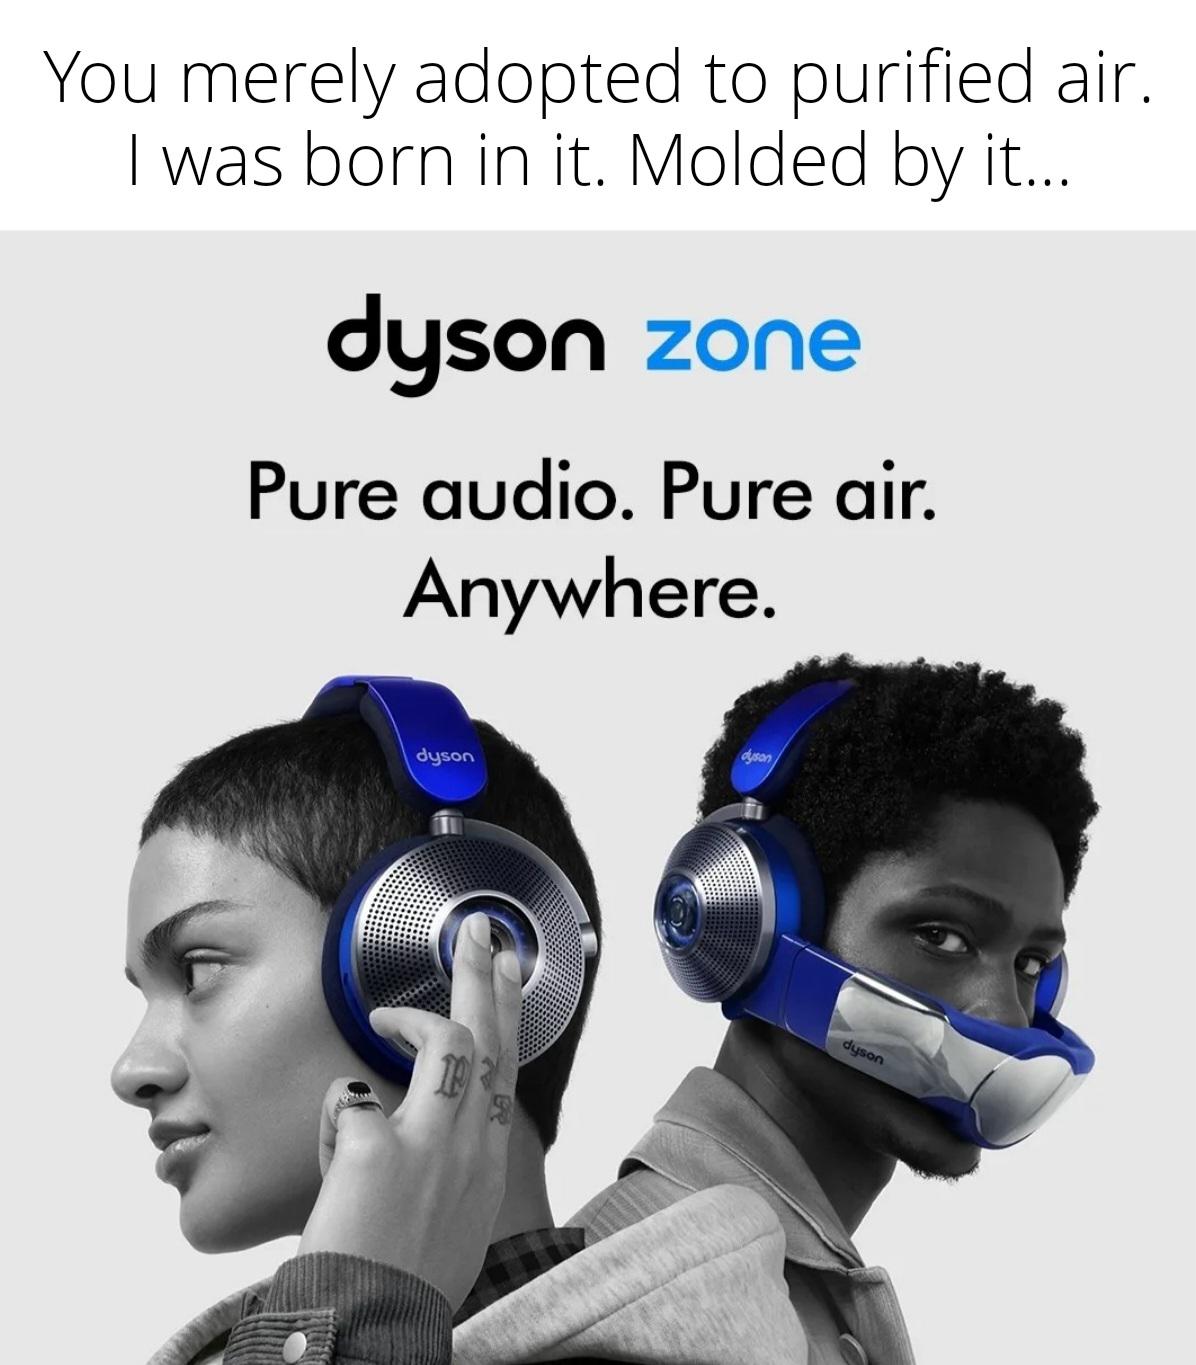 You merely adopted to purified air.
I was born in it. Molded by it...
dyson zone
Pure audio. Pure air.
Anywhere.
dyson
dyson
dyson